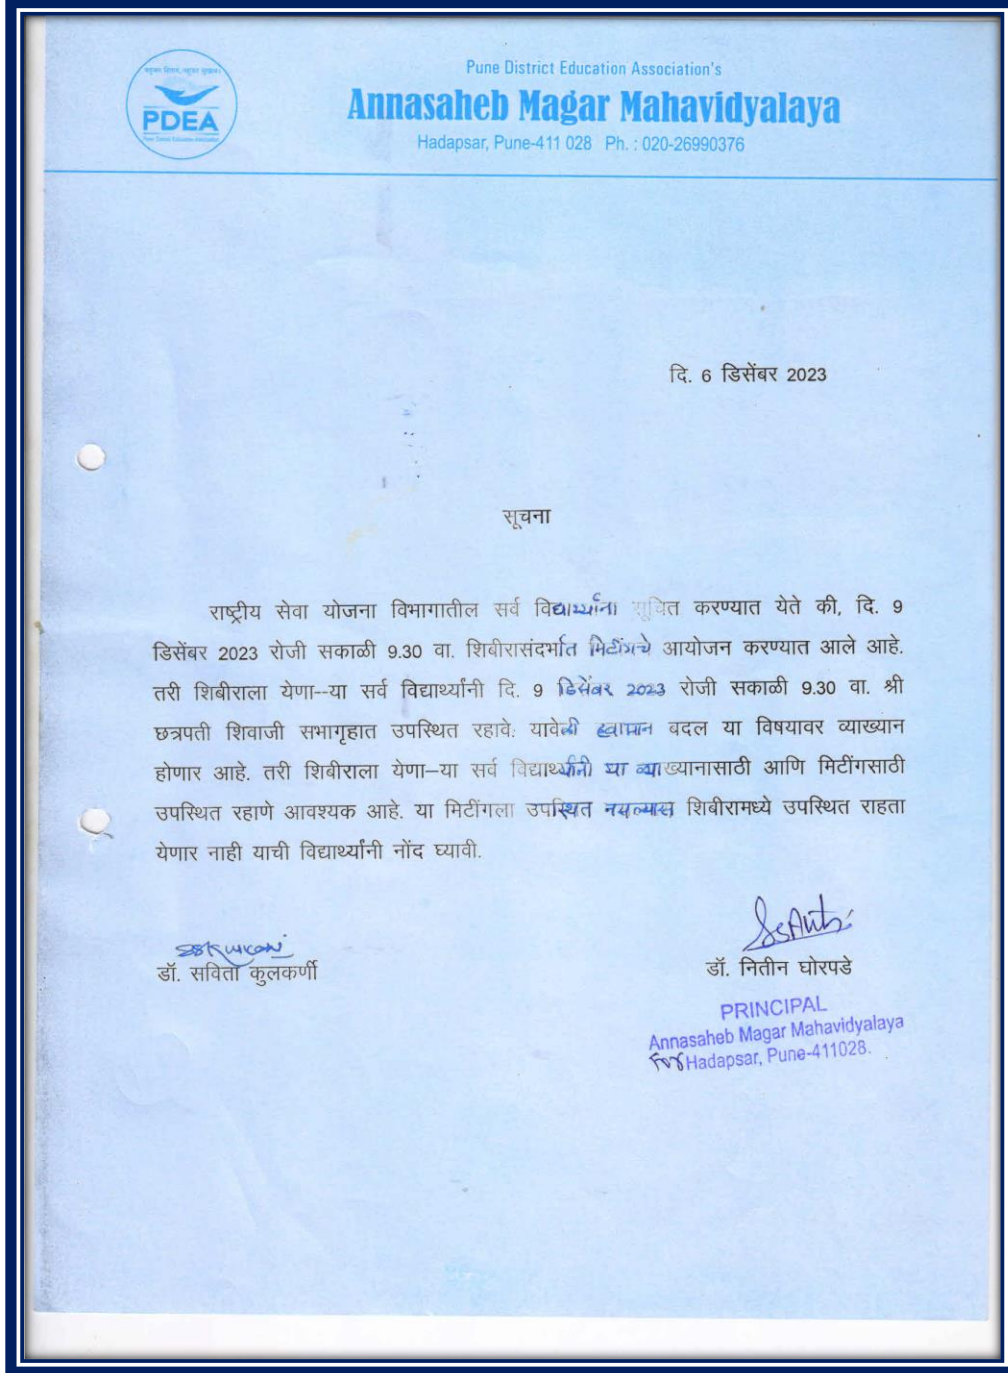 PDEA
Pune District Education Association's
Annasaheb Magar Mahavidyalaya
Hadapsar, Pune-411 028 Ph. : 020-26990376
दि. 6 डिसेंबर 2023
सूचना
राष्ट्रीय सेवा योजना विभागातील सर्व विद्यार्थ्यांना सूचित करण्यात येते की, दि. 9
डिसेंबर 2023 रोजी सकाळी 9.30 वा. शिबीरासंदर्भात मिटींगचे आयोजन करण्यात आले आहे.
तरी शिबीराला येणा--या सर्व विद्यार्थ्यांनी दि. 9 डिसेंबर 2023 रोजी सकाळी 9.30 वा. श्री
छत्रपती शिवाजी सभागृहात उपस्थित रहावे. यावेळी हवामान बदल या विषयावर व्याख्यान
होणार आहे. तरी शिबीराला येणा–या सर्व विद्यार्थ्यांनी या व्याख्यानासाठी आणि मिटींगसाठी
उपस्थित रहाणे आवश्यक आहे. या मिटींगला उपस्थित नसल्यास शिबीरामध्ये उपस्थित राहता
येणार नाही याची विद्यार्थ्यांनी नोंद घ्यावी.
डॉ. सविता कुलकर्णी
डॉ. नितीन घोरपडे
PRINCIPAL
Annasaheb Magar Mahavidyalaya
For Hadapsar, Pune-411028.